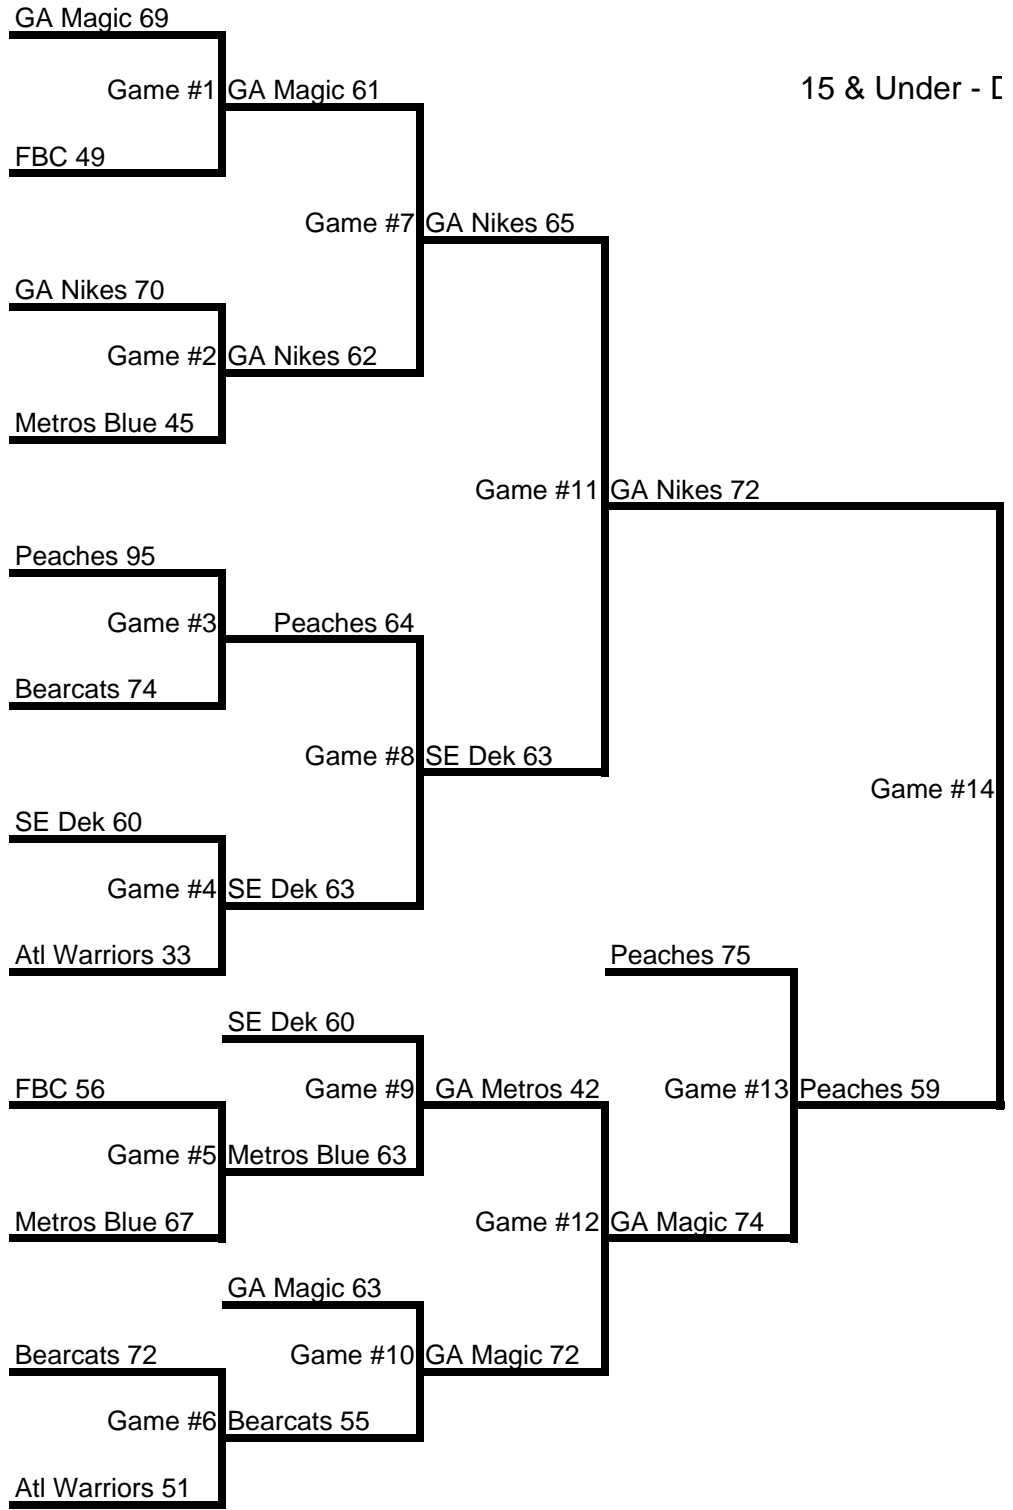 GA Magic 69
Game #1 GA Magic 61
15 & Under -
FBC 49
Game #7 GA Nikes 65
GA Nikes 70
Game #2 GA Nikes 62
Metros Blue 45
Game #11 GA Nikes 72
Peaches 95
Game #3 Peaches 64
Bearcats 74
Game #8 SE Dek 63
Game #14
SE Dek 60
Game #4 SE Dek 63
Atl Warriors 33
Peaches 75
SE Dek 60
FBC 56
Game #9 GA Metros 42
Game #13 Peaches 59
Game #5 Metros Blue 63
Metros Blue 67
Game #12 GA Magic 74
GA Magic 63
Bearcats 72
Game #10 GA Magic 72
Game #6 Bearcats 55
Atl Warriors 51